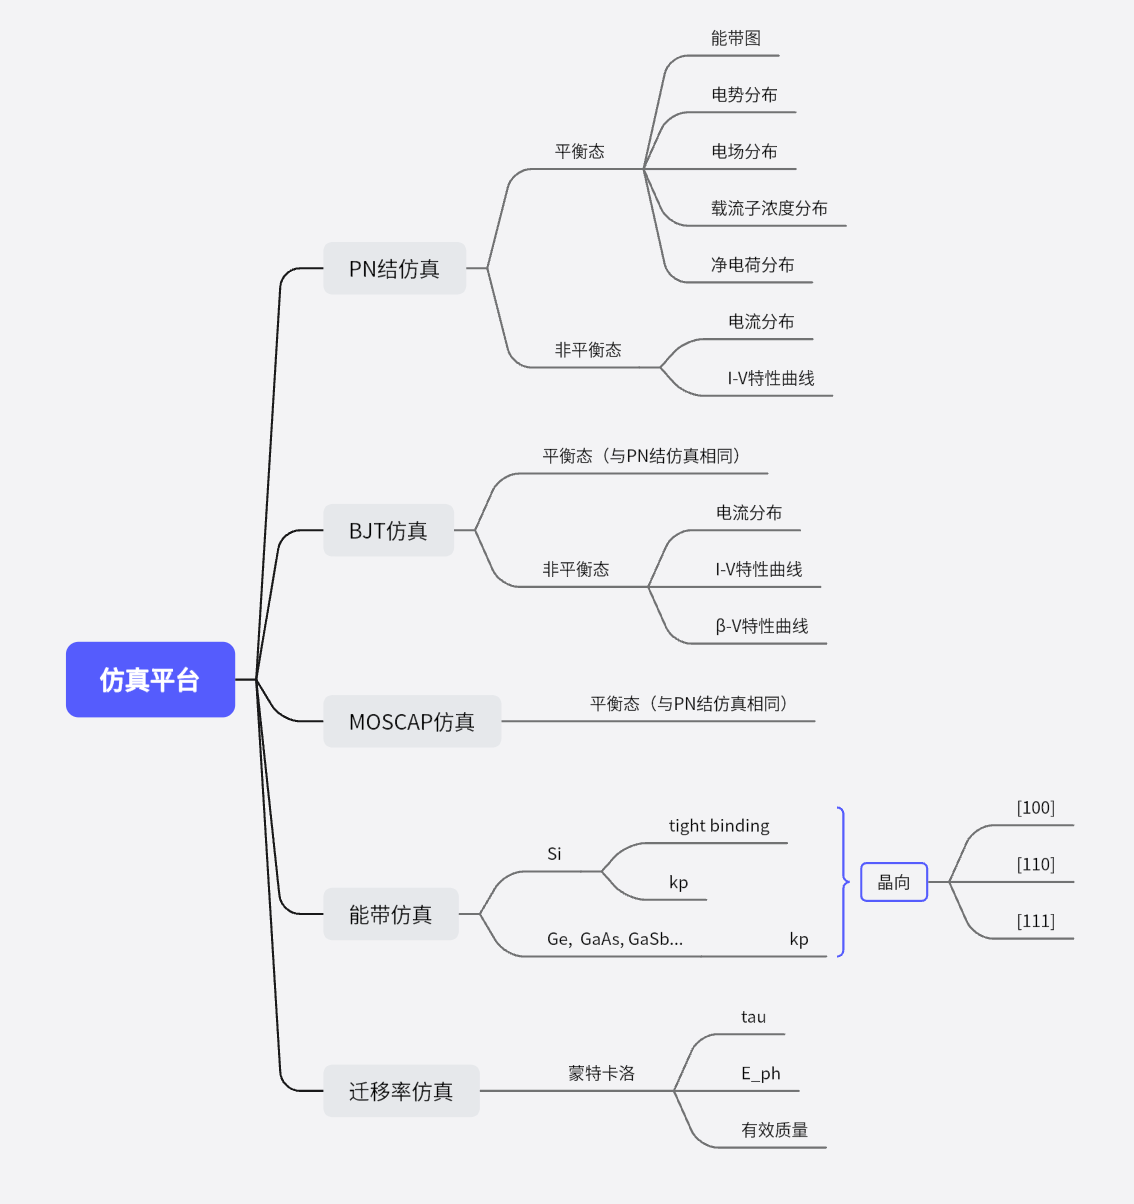 仿真平台
PN结仿真
平衡态
能带图
电势分布
电场分布
载流子浓度分布
净电荷分布
非平衡态
电流分布
I-V特性曲线
BJT仿真
平衡态（与PN结仿真相同）
非平衡态
电流分布
I-V特性曲线
β-V特性曲线
MOSCAP仿真
平衡态（与PN结仿真相同）
能带仿真
Si
tight binding
kp
Ge,  GaAs, GaSb...
kp
晶向
[100]
[110]
[111]
迁移率仿真
蒙特卡洛
tau
E_ph
有效质量